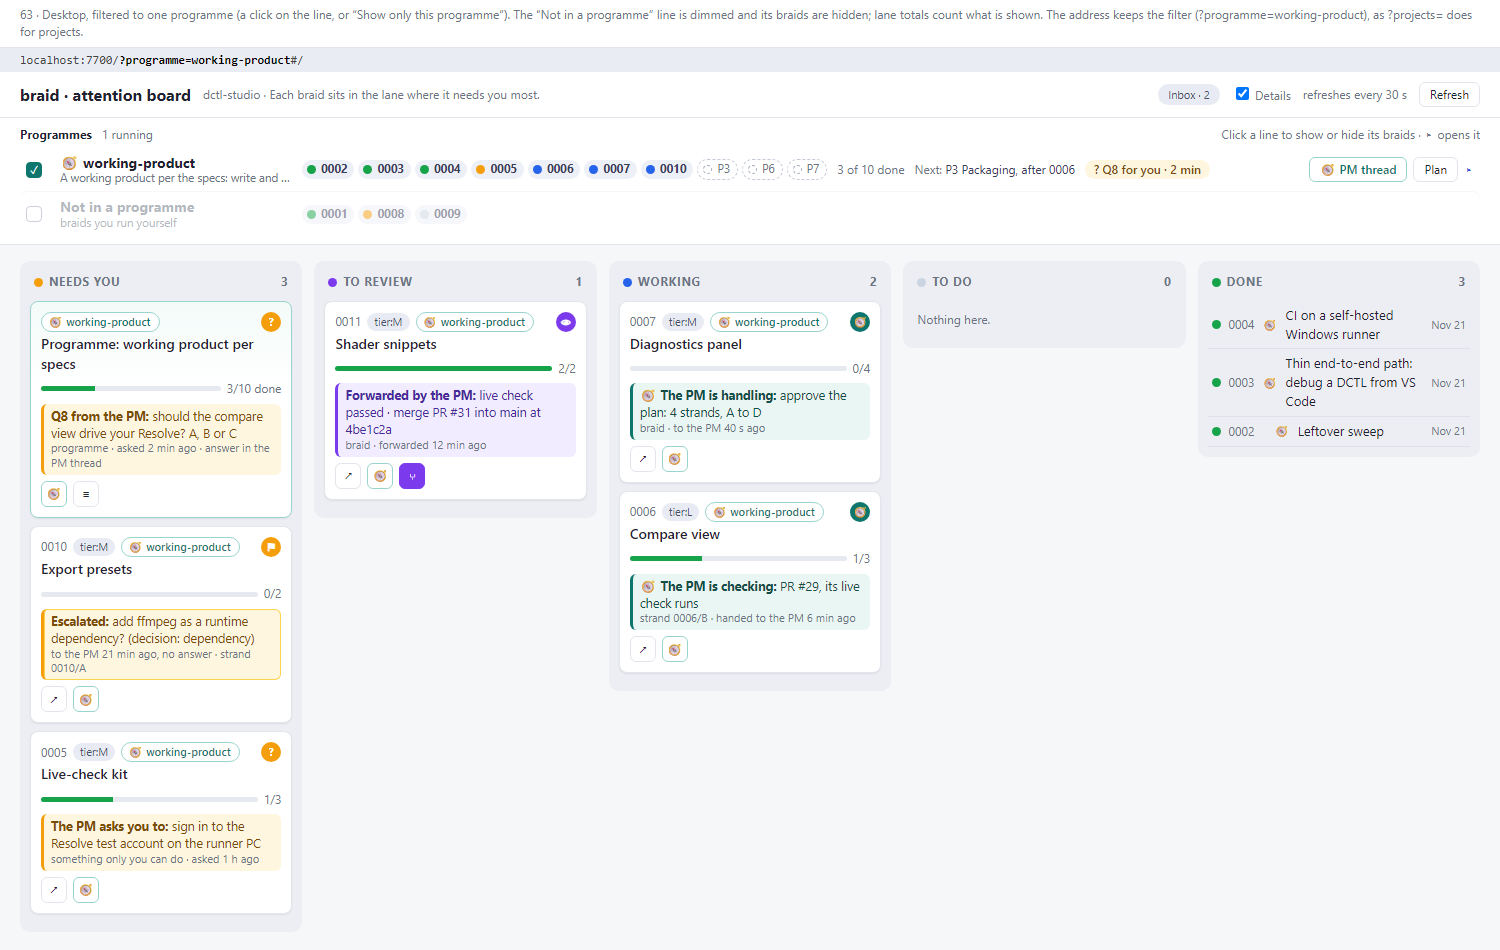 63 · Desktop, filtered to one programme (a click on the line, or “Show only this programme”). The “Not in a programme” line is dimmed and its braids are hidden; lane totals count what is shown. The address keeps the filter (?programme=working-product), as ?projects= does
for projects.
localhost:7700/?programme=working-product#/
braid · attention board
dctl-studio · Each braid sits in the lane where it needs you most.
Inbox · 2
Details
refreshes every 30 s
Refresh
Programmes
1 running
Click a line to show or hide its braids · ▸ opens it
working-product
A working product per the specs: write and ...
0002
0003
0004
0005
0006
0007
0010
P3
P6
P7
3 of 10 done
Next: P3 Packaging, after 0006
? Q8 for you · 2 min
PM thread
Plan
Not in a programme
braids you run yourself
0001
0008
0009
NEEDS YOU
3
working-product
?
Programme: working product per
specs
3/10 done
Q8 from the PM: should the compare
view drive your Resolve? A, B or C
programme · asked 2 min ago · answer in the
PM thread
0010
tier:M
working-product
Export presets
0/2
Escalated: add ffmpeg as a runtime
dependency? (decision: dependency)
to the PM 21 min ago, no answer · strand
0010/A
0005
tier:M
working-product
?
Live-check kit
1/3
The PM asks you to: sign in to the
Resolve test account on the runner PC
something only you can do · asked 1 h ago
TO REVIEW
1
0011
tier:M
working-product
Shader snippets
2/2
Forwarded by the PM: live check
passed · merge PR #31 into main at
4be1c2a
braid · forwarded 12 min ago
WORKING
2
0007
tier:M
working-product
Diagnostics panel
0/4
The PM is handling: approve the
plan: 4 strands, A to D
braid · to the PM 40 s ago
0006
tier:L
working-product
Compare view
1/3
The PM is checking: PR #29, its live
check runs
strand 0006/B · handed to the PM 6 min ago
TO DO
0
Nothing here.
DONE
3
0004
CI on a self-hosted
Windows runner
Nov 21
0003
Thin end-to-end path:
debug a DCTL from VS
Code
Nov 21
0002
Leftover sweep
Nov 21